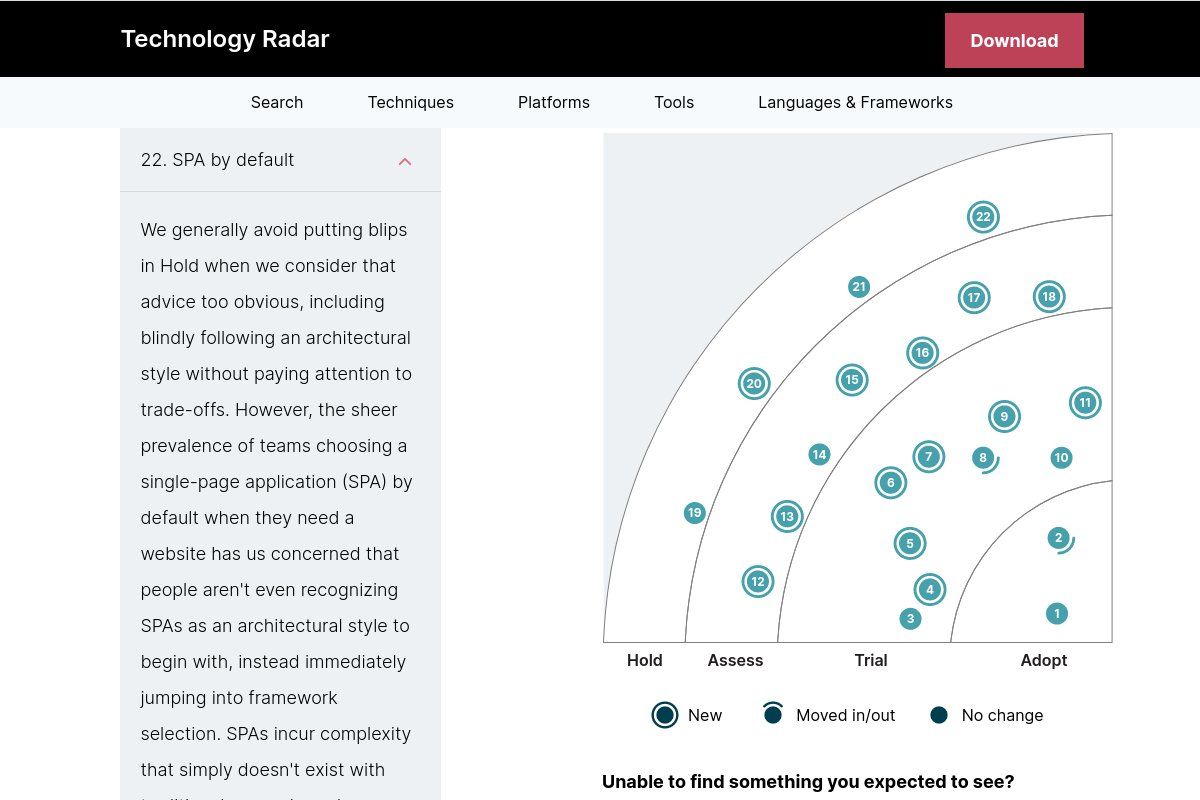 Technology Radar
Download
Search Techniques Platforms Tools Languages & Frameworks
22. SPA by default
We generally avoid putting blips
in Hold when we consider that
advice too obvious, including
blindly following an architectural
style without paying attention to
trade-offs. However, the sheer
prevalence of teams choosing a
single-page application (SPA) by
default when they need a
website has us concerned that
people aren't even recognizing
SPAs as an architectural style to
begin with, instead immediately
jumping into framework
selection. SPAs incur complexity
that simply doesn't exist with
22
21
17 18
16
20 15
11
9
14 7 8 10
6
19 13
5 2
12 4
3 1
Hold Assess Trial Adopt
New Moved in/out No change
Unable to find something you expected to see?